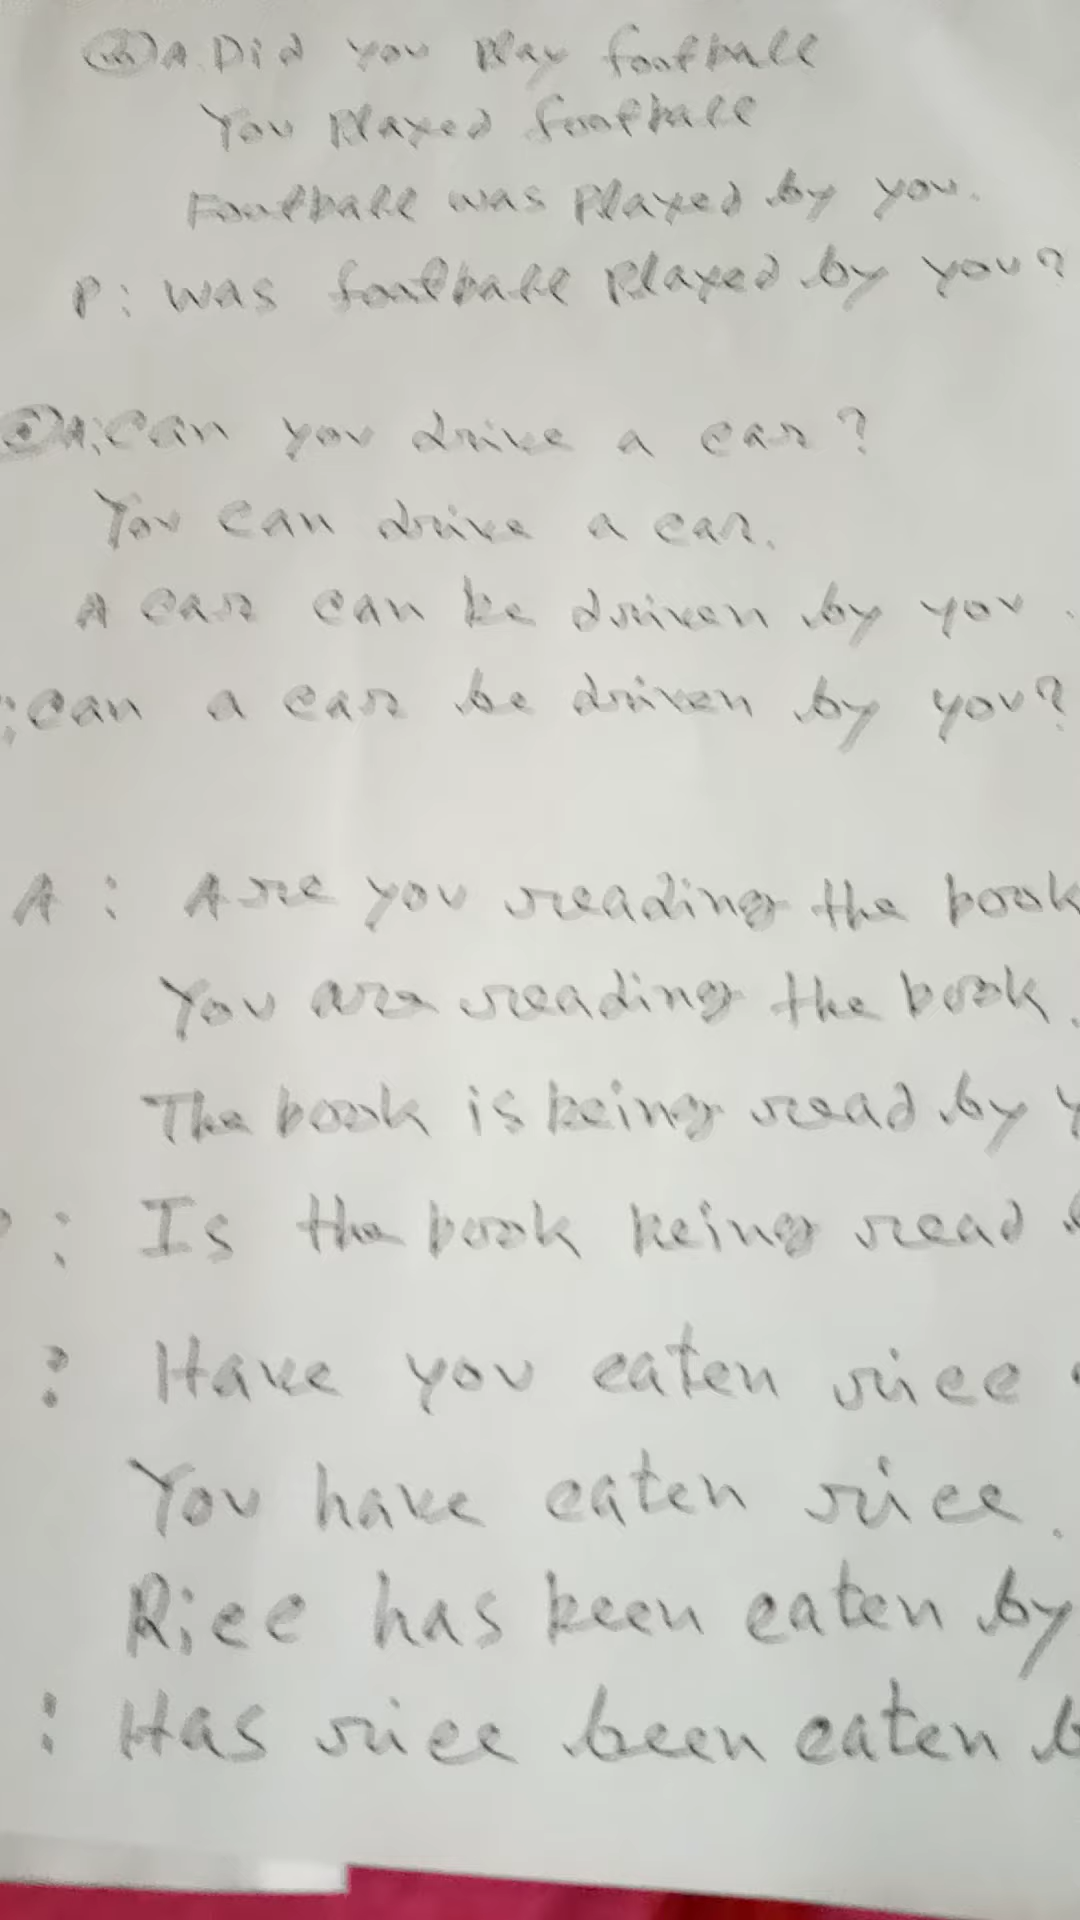 A. Did you play football
You played football
Football was played by you.
P: was football played by you?
A: Can you drive a car?
You can drive a car.
A car can be driven by you.
: can a car be driven by you?
A: Are you reading the book
You are reading the book.
The book is being read by
: Is the book being read
: Have you eaten rice
You have eaten rice.
Rice has been eaten by
: Has rice been eaten